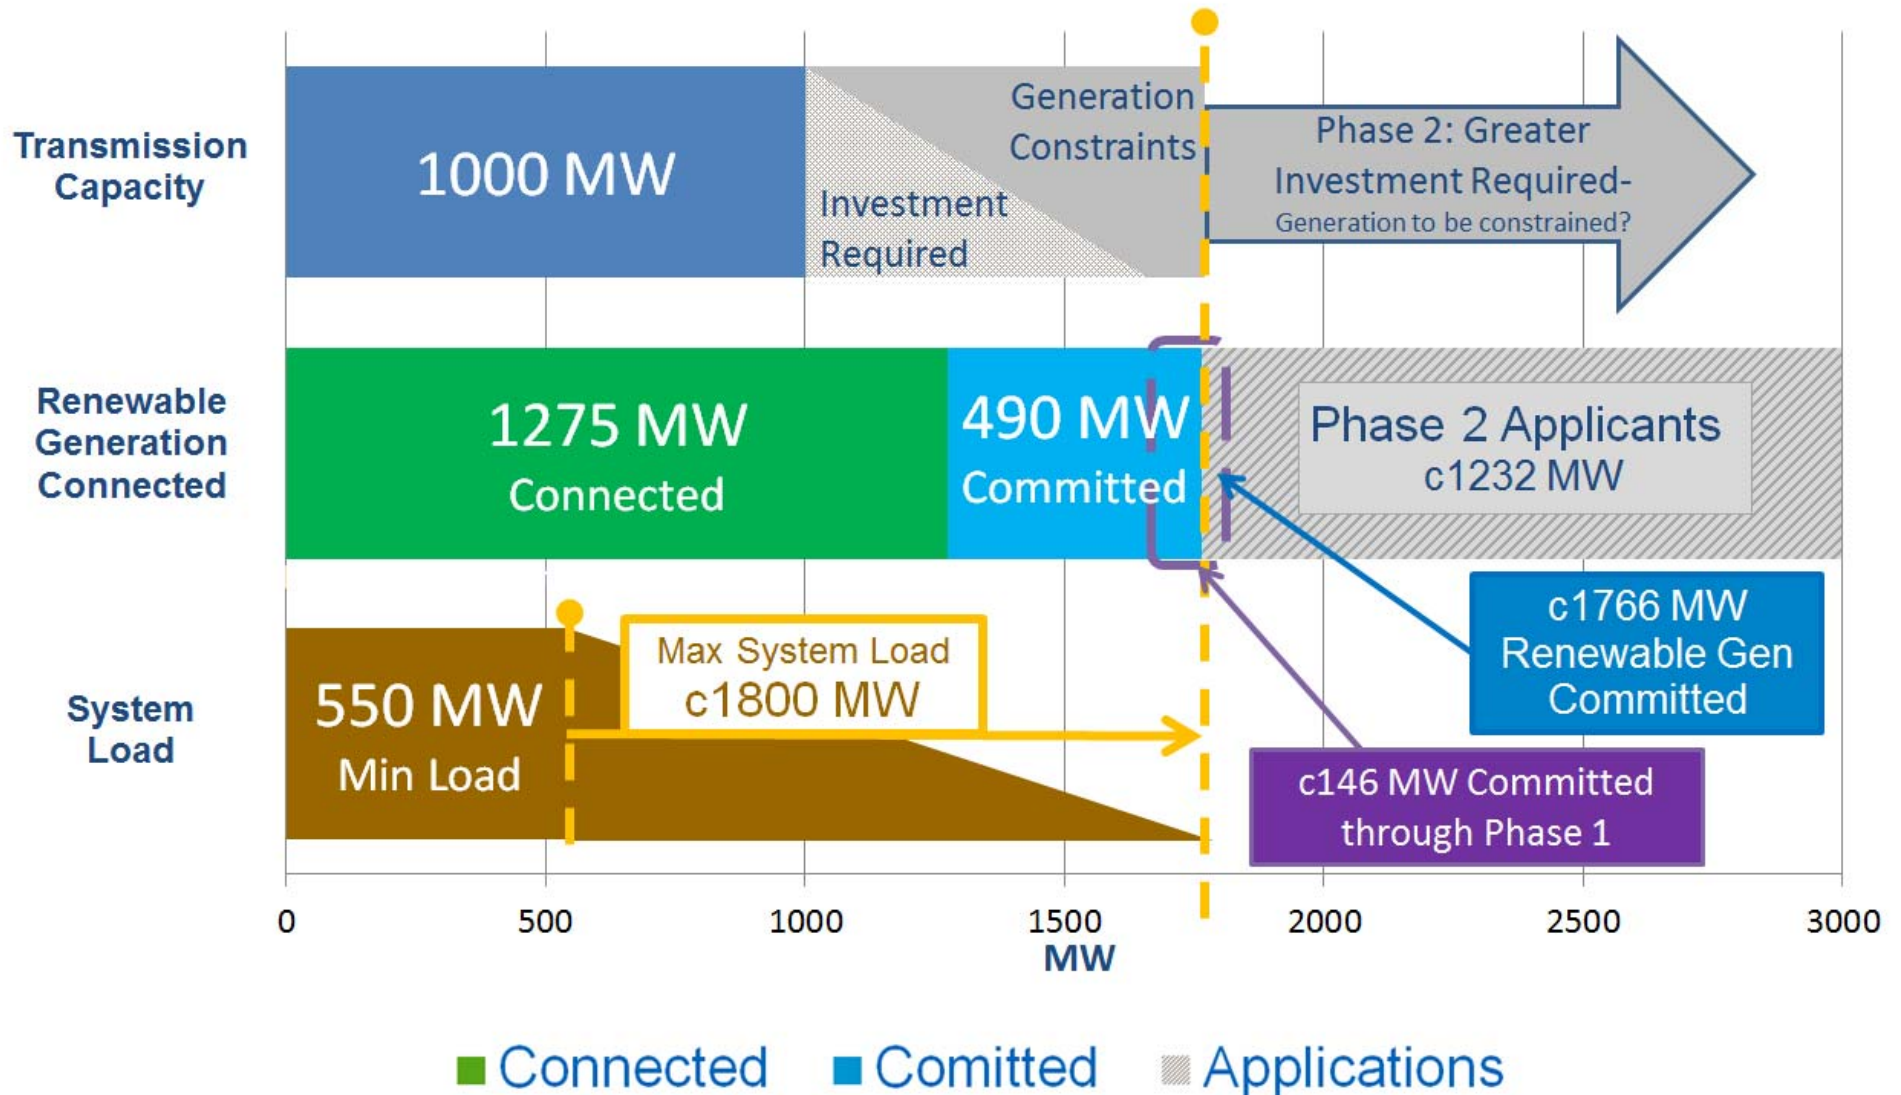 Transmission
Capacity
1000 MW
Generation
Constraints
Investment
Required
Phase 2: Greater
Investment Required-
Generation to be constrained?
Renewable
Generation
Connected
1275 MW
Connected
490 MW
Committed
Phase 2 Applicants
c1232 MW
System
Load
550 MW
Min Load
Max System Load
c1800 MW
c1766 MW
Renewable Gen
Committed
c146 MW Committed
through Phase 1
0 500 1000 1500 2000 2500 3000
MW
Connected Comitted Applications